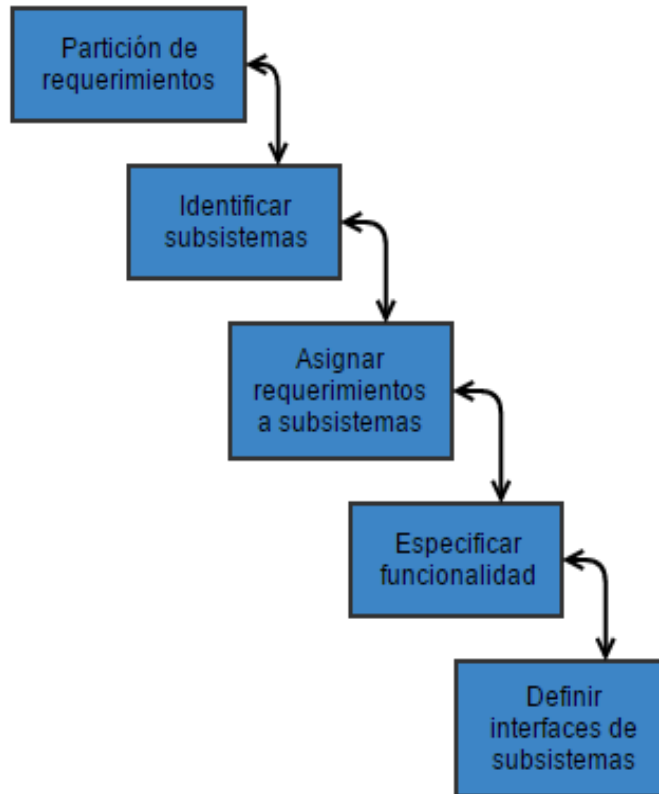 Partición de
requerimientos
Identificar
subsistemas
Asignar
requerimientos
a subsistemas
Especificar
funcionalidad
Definir
interfaces de
subsistemas